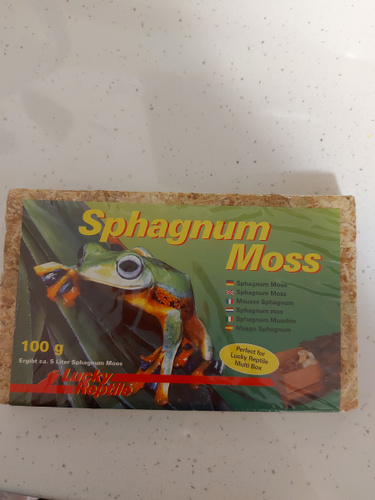 Sphagnum
Moss
Sphagnum Moss
Sphagnum Moss
Mousse Sphagnum
Sphagnum mos
Sphagnum Muschio
Musgo Sphagnum
100 g
Ergibt ca. 5 Liter Sphagnum Moos
Perfect for
Lucky Reptile
Multi Box
Lucky
Reptile